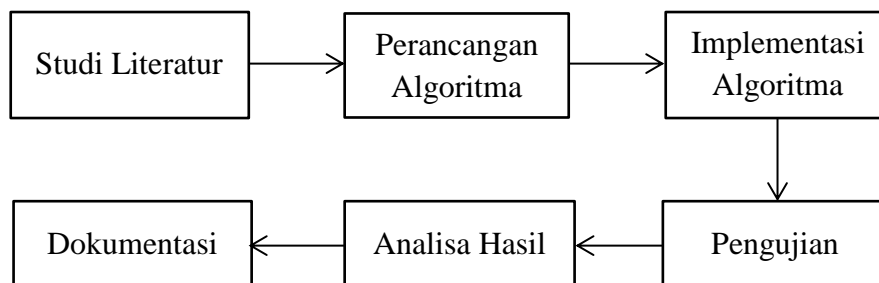 Studi Literatur
Perancangan
Algoritma
Implementasi
Algoritma
Pengujian
Analisa Hasil
Dokumentasi